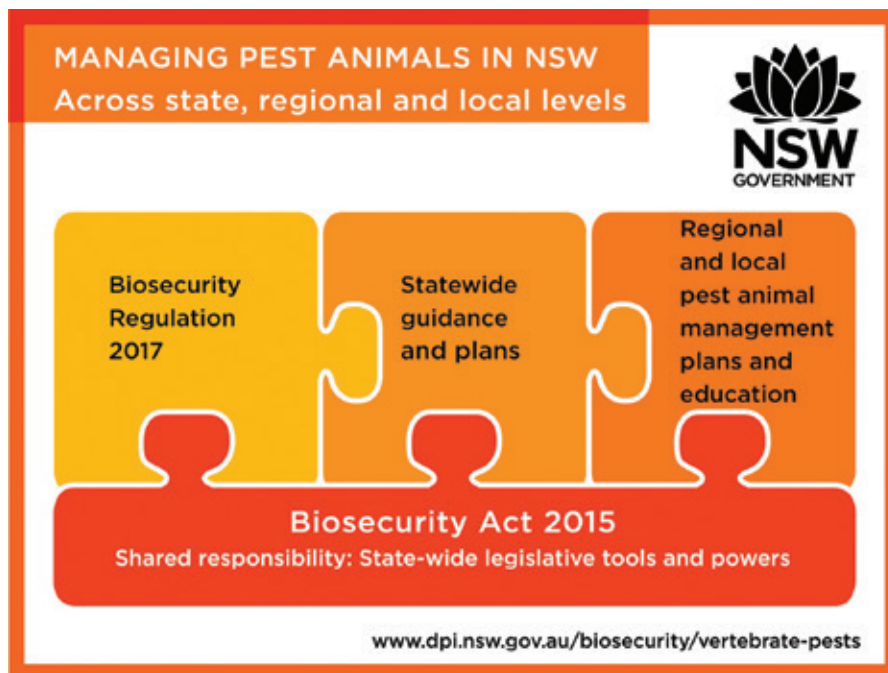 MANAGING PEST ANIMALS IN NSW
Across state, regional and local levels
NSW
GOVERNMENT
Biosecurity
Regulation
2017
Statewide
guidance
and plans
Regional
and local
pest animal
management
plans and
education
Biosecurity Act 2015
Shared responsibility: State-wide legislative tools and powers
www.dpi.nsw.gov.au/biosecurity/vertebrate-pests